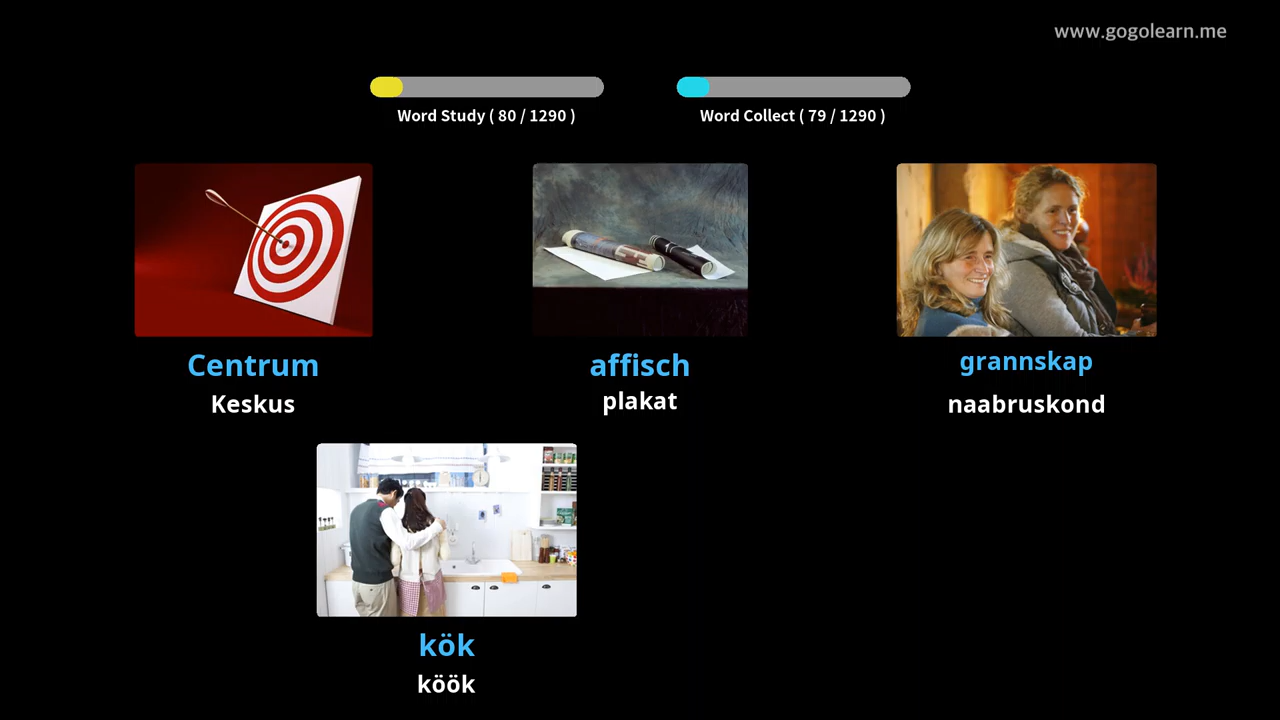 www.gogolearn.me
Word Study ( 80 / 1290 )
Word Collect ( 79 / 1290 )
Centrum
Keskus
affisch
plakat
grannskap
naabruskond
kök
köök